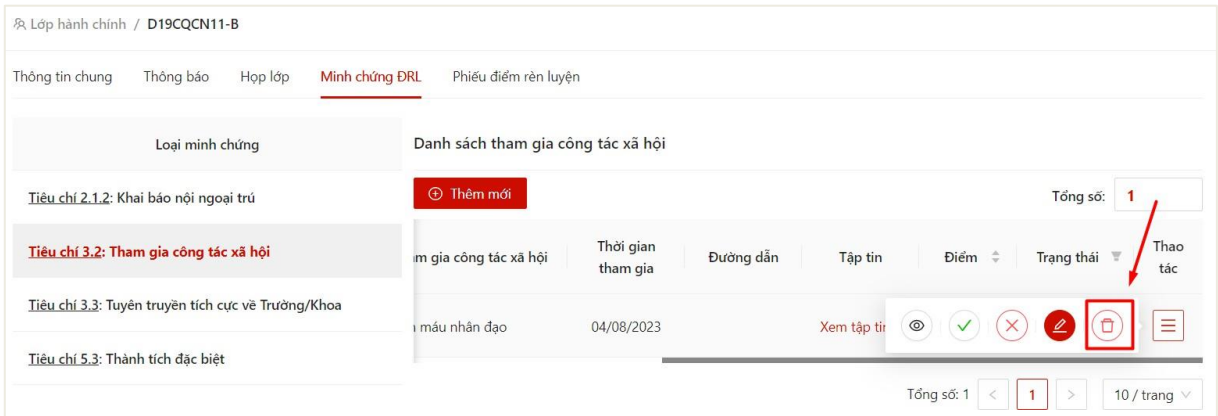 Lớp hành chính / D19CQCN11-B
Thông tin chung Thông báo Họp lớp Minh chứng ĐRL Phiếu điểm rèn luyện
Loại minh chứng
Tiêu chí 2.1.2: Khai báo nội ngoại trú
Tiêu chí 3.2: Tham gia công tác xã hội
Tiêu chí 3.3: Tuyên truyền tích cực về Trường/Khoa
Tiêu chí 5.3: Thành tích đặc biệt
Danh sách tham gia công tác xã hội
Thêm mới
Tổng số: 1
gia công tác xã hội
Thời gian
tham gia
Đường dẫn Tập tin Điểm Trạng thái
Thao
tác
máu nhân đạo 04/08/2023 Xem tập
Tổng số: 1 < 1 > 10 / trang